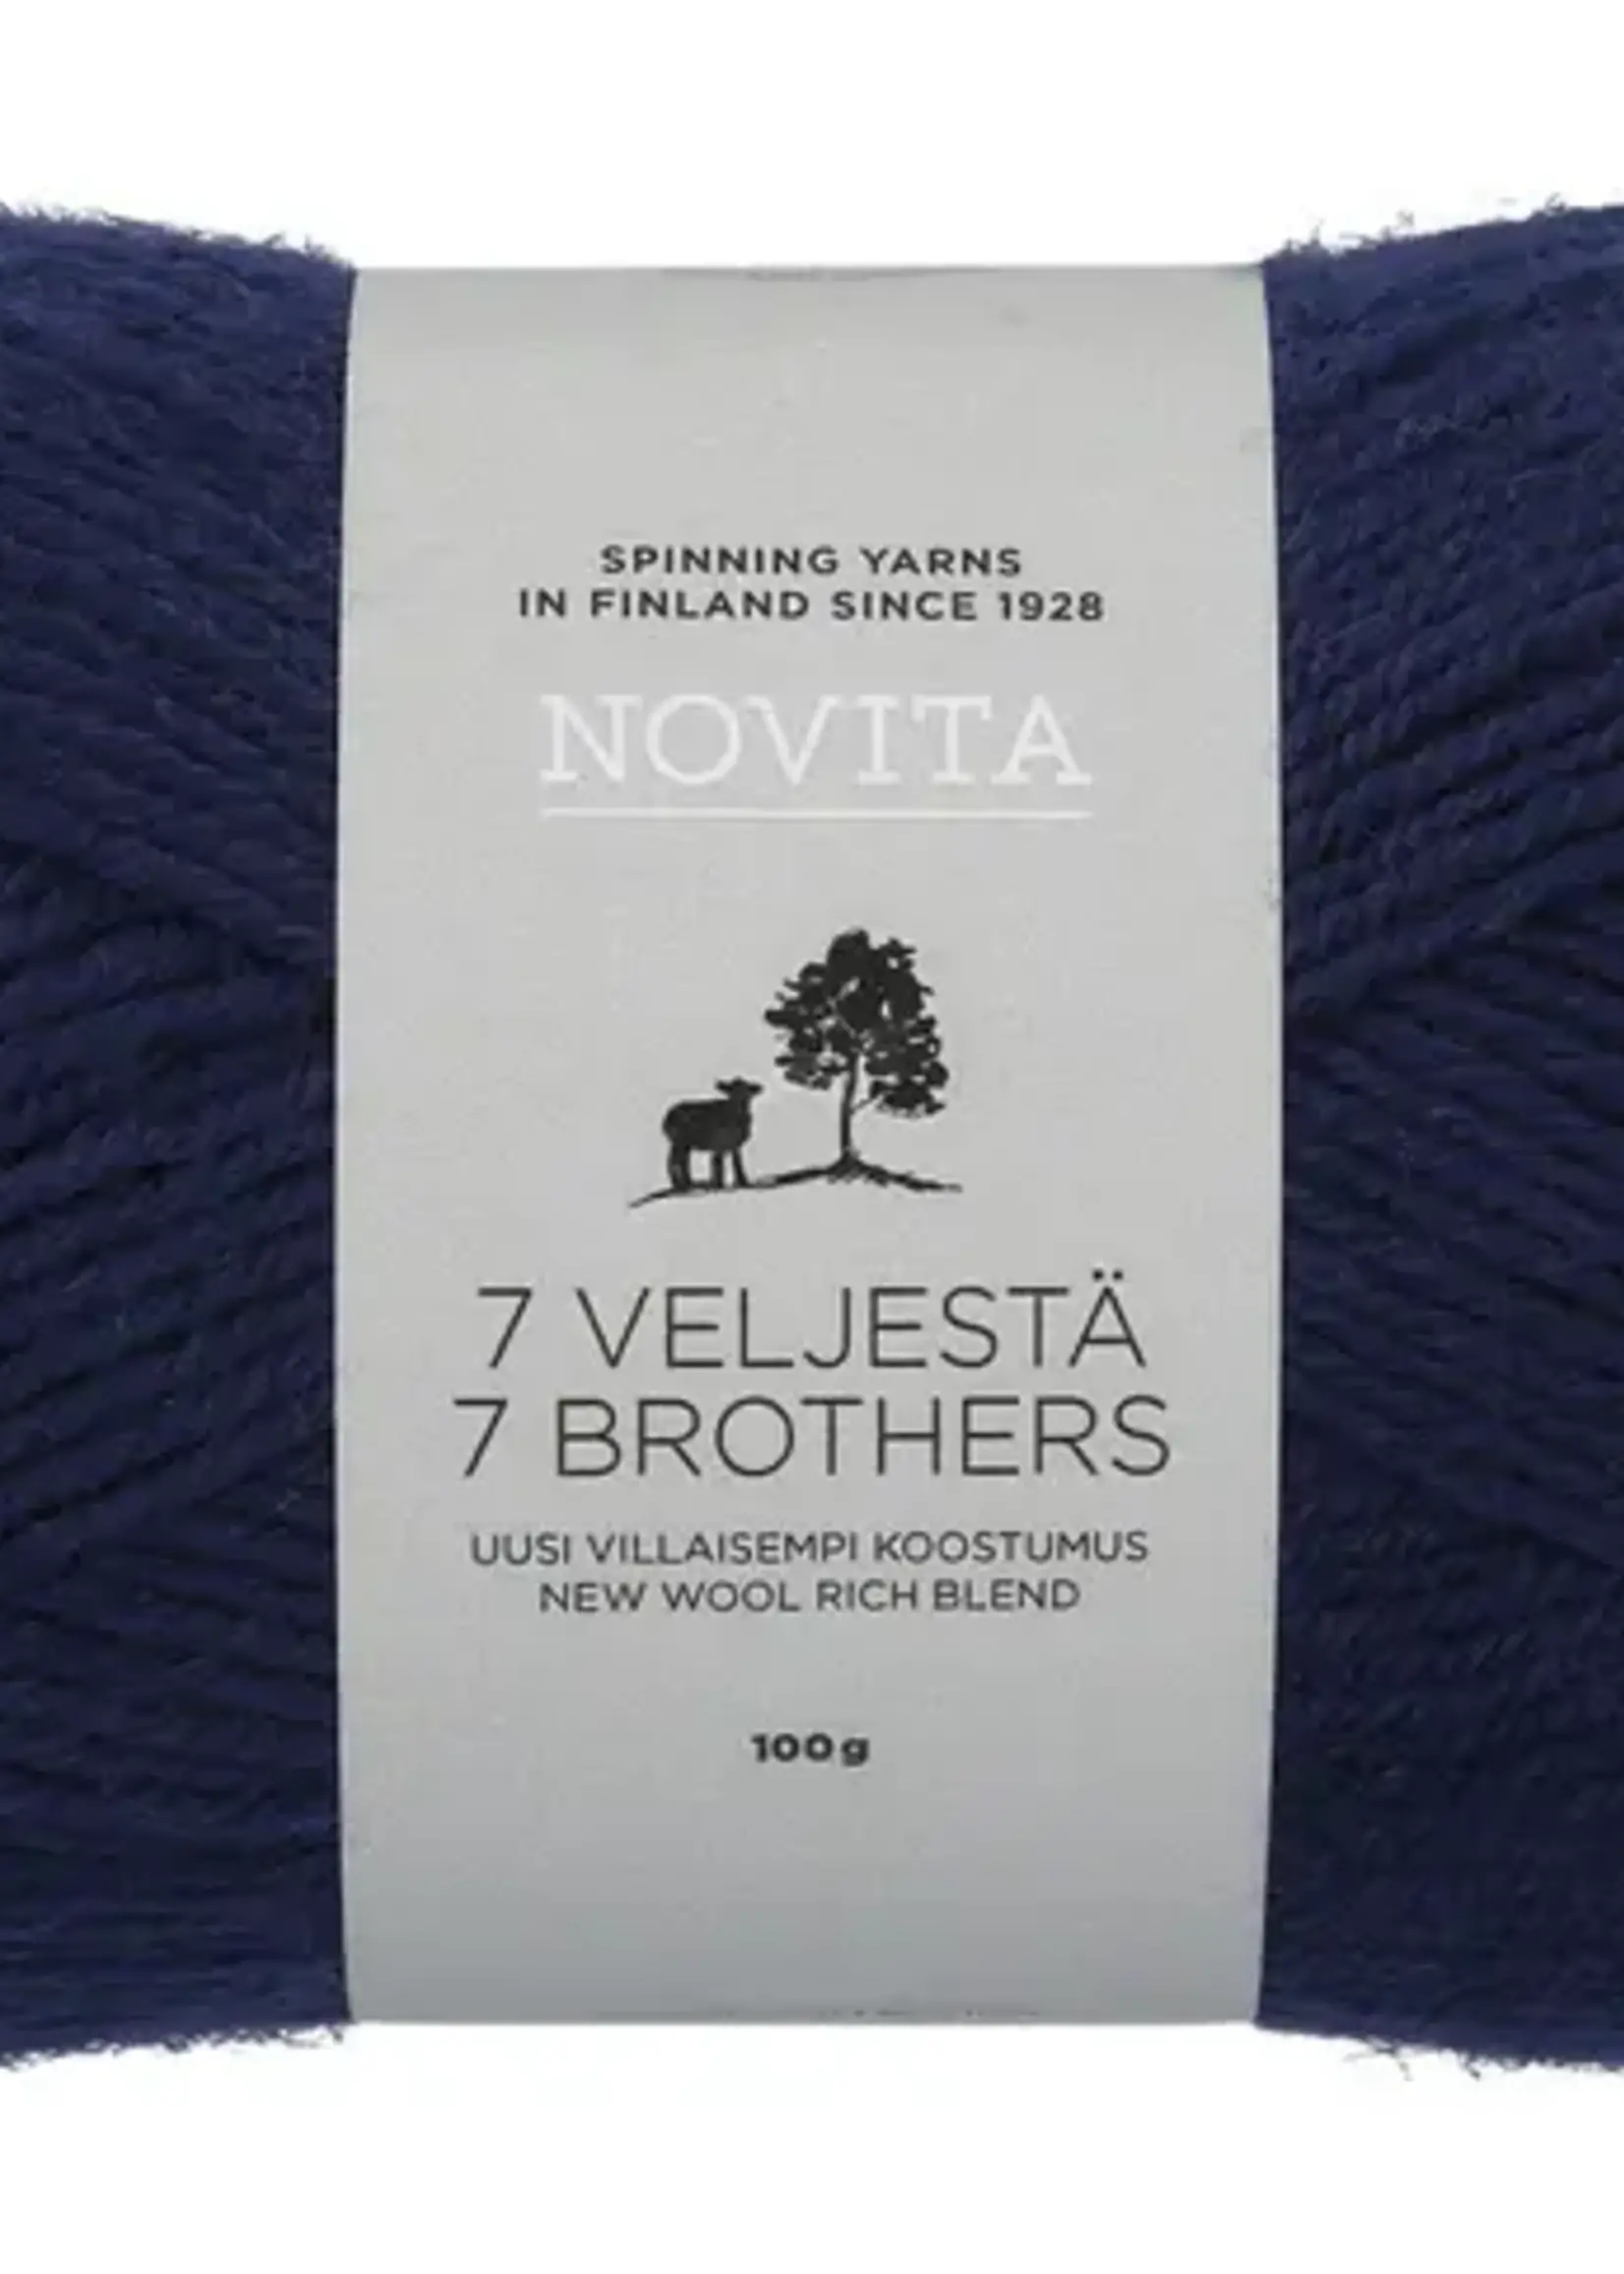 SPINNING YARNS
IN FINLAND SINCE 1928
NOVITA
7 VELJESTÄ
7 BROTHERS
UUSI VILLAISEMPI KOOSTUMUS
NEW WOOL RICH BLEND
100g